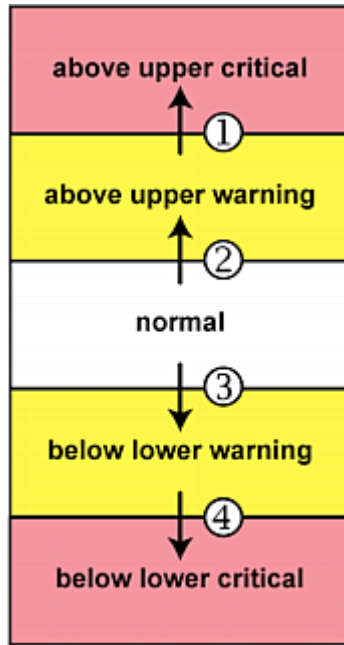 above upper critical
①
above upper warning
②
normal
③
below lower warning
④
below lower critical